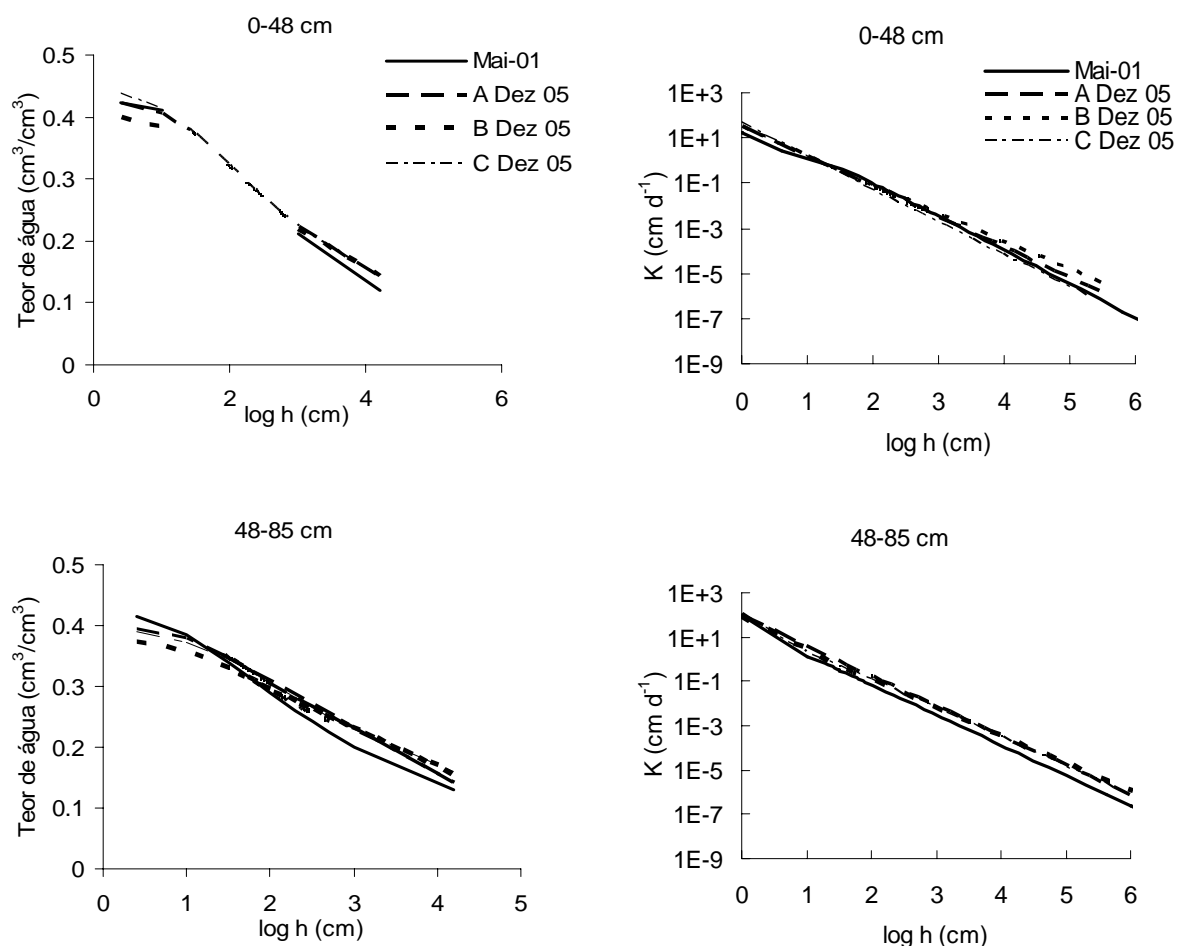 0-48 cm
0.5
0.4
0.3
0.2
0.1
0
Teor de água (cm³/cm³)
0 2 4 6
log h (cm)
Mai-01
A Dez 05
B Dez 05
C Dez 05
0-48 cm
1E+3
1E+1
1E-1
1E-3
1E-5
1E-7
1E-9
K (cm d⁻¹)
0 1 2 3 4 5 6
log h (cm)
Mai-01
A Dez 05
B Dez 05
C Dez 05
48-85 cm
0.5
0.4
0.3
0.2
0.1
0
Teor de água (cm³/cm³)
0 1 2 3 4 5
log h (cm)
48-85 cm
1E+3
1E+1
1E-1
1E-3
1E-5
1E-7
1E-9
K (cm d⁻¹)
0 1 2 3 4 5 6
log h (cm)